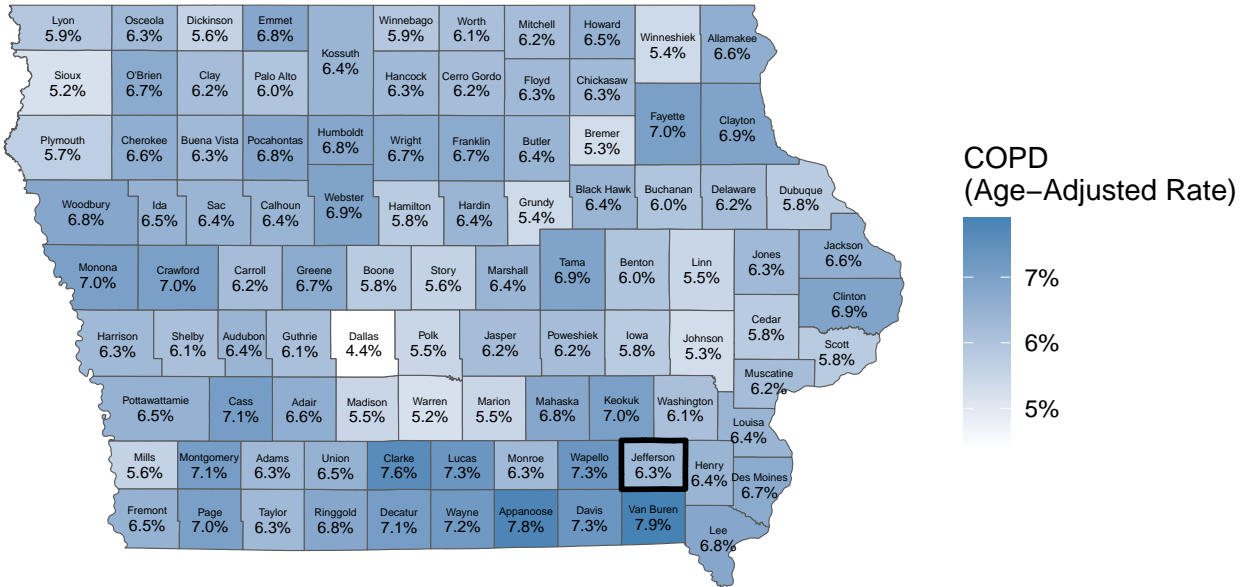 Lyon
5.9%
Osceola
6.3%
Dickinson
5.6%
Emmet
6.8%
Kossuth
6.4%
Winnebago
5.9%
Worth
6.1%
Mitchell
6.2%
Howard
6.5%
Winneshiek
5.4%
Allamakee
6.6%
Sioux
5.2%
O'Brien
6.7%
Clay
6.2%
Palo Alto
6.0%
Hancock
6.3%
Cerro Gordo
6.2%
Floyd
6.3%
Chickasaw
6.3%
Fayette
7.0%
Clayton
6.9%
Plymouth
5.7%
Cherokee
6.6%
Buena Vista
6.3%
Pocahontas
6.8%
Humboldt
6.8%
Wright
6.7%
Franklin
6.7%
Butler
6.4%
Bremer
5.3%
Woodbury
6.8%
Ida
6.5%
Sac
6.4%
Calhoun
6.4%
Webster
6.9%
Hamilton
5.8%
Hardin
6.4%
Grundy
5.4%
Black Hawk
6.4%
Buchanan
6.0%
Delaware
6.2%
Dubuque
5.8%
Monona
7.0%
Crawford
7.0%
Carroll
6.2%
Greene
6.7%
Boone
5.8%
Story
5.6%
Marshall
6.4%
Tama
6.9%
Benton
6.0%
Linn
5.5%
Jones
6.3%
Jackson
6.6%
Clinton
6.9%
Harrison
6.3%
Shelby
6.1%
Audubon
6.4%
Guthrie
6.1%
Dallas
4.4%
Polk
5.5%
Jasper
6.2%
Poweshiek
6.2%
Iowa
5.8%
Johnson
5.3%
Cedar
5.8%
Scott
5.8%
Muscatine
6.2%
Pottawattamie
6.5%
Cass
7.1%
Adair
6.6%
Madison
5.5%
Warren
5.2%
Marion
5.5%
Mahaska
6.8%
Keokuk
7.0%
Washington
6.1%
Louisa
6.4%
Mills
5.6%
Montgomery
7.1%
Adams
6.3%
Union
6.5%
Clarke
7.6%
Lucas
7.3%
Monroe
6.3%
Wapello
7.3%
Jefferson
6.3%
Henry
6.4%
Des Moines
6.7%
Fremont
6.5%
Page
7.0%
Taylor
6.3%
Ringgold
6.8%
Decatur
7.1%
Wayne
7.2%
Appanoose
7.8%
Davis
7.3%
Van Buren
7.9%
Lee
6.8%
COPD
(Age−Adjusted Rate)
7%
6%
5%